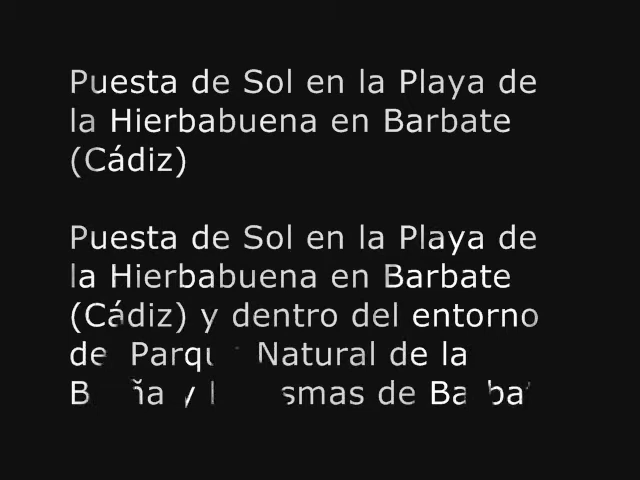 Puesta de Sol en la Playa de
la Hierbabuena en Barbate
(Cádiz)
Puesta de Sol en la Playa de
la Hierbabuena en Barbate
(Cádiz) y dentro del entorno
Natural de la
y de